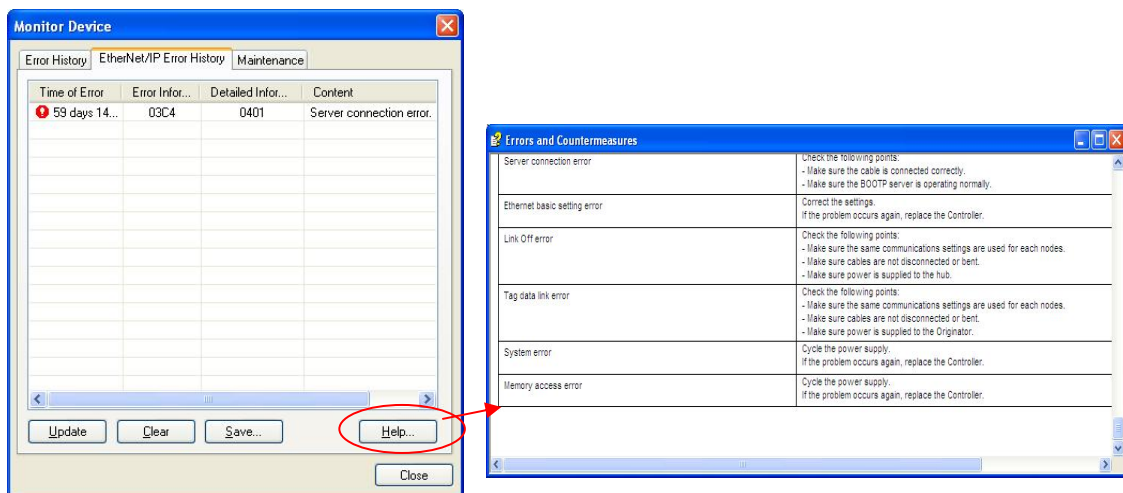 Monitor Device
Error History EtherNet/IP Error History Maintenance
Time of Error Error Infor... Detailed Infor... Content
59 days 14... 03C4 0401 Server connection error.
Update Clear Save... Help...
Close
Errors and Countermeasures
Server connection error
Check the following points:
- Make sure the cable is connected correctly.
- Make sure the BOOTP server is operating normally.
Ethernet basic setting error
Correct the settings.
If the problem occurs again, replace the Controller.
Link Off error
Check the following points:
- Make sure the same communications settings are used for each nodes.
- Make sure cables are not disconnected or bent.
- Make sure power is supplied to the hub.
Tag data link error
Check the following points:
- Make sure the same communications settings are used for each nodes.
- Make sure cables are not disconnected or bent.
- Make sure power is supplied to the Originator.
System error
Cycle the power supply.
If the problem occurs again, replace the Controller.
Memory access error
Cycle the power supply.
If the problem occurs again, replace the Controller.